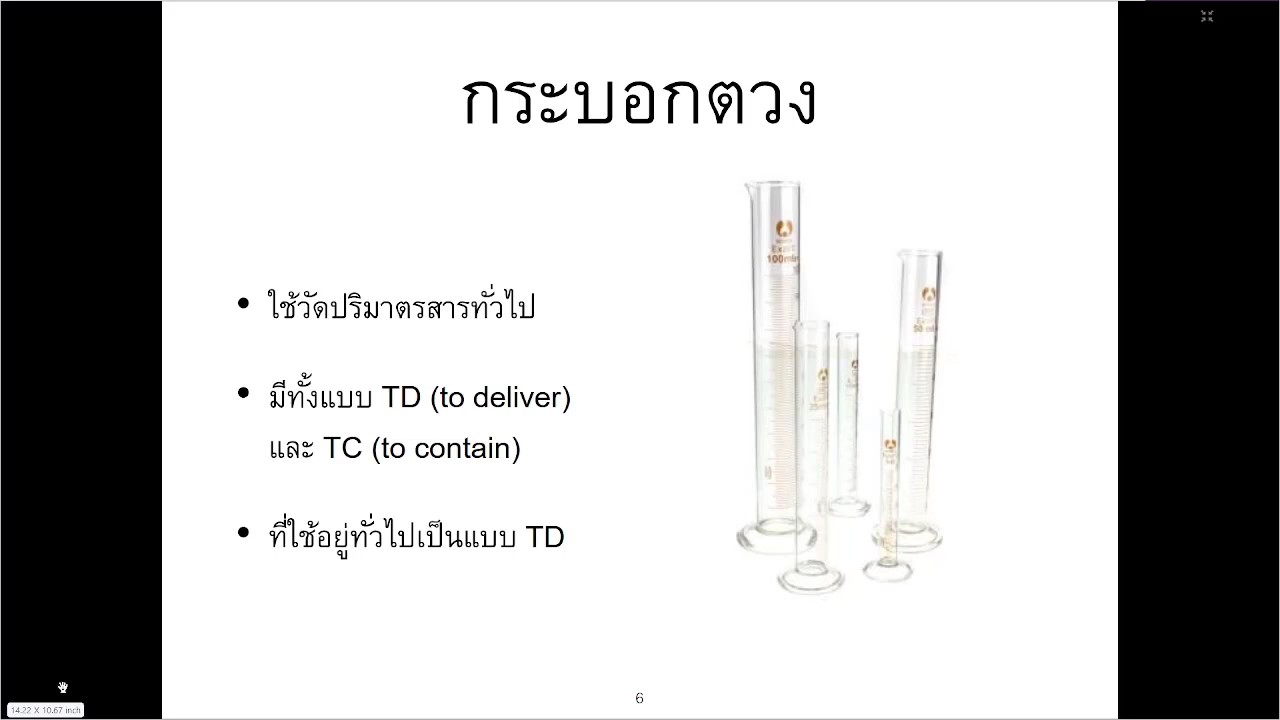 กระบอกตวง
• ใช้วัดปริมาตรสารทั่วไป
• มีทั้งแบบ TD (to deliver)
และ TC (to contain)
• ที่ใช้อยู่ทั่วไปเป็นแบบ TD
100ml
6
14.22 X 10.67 inch